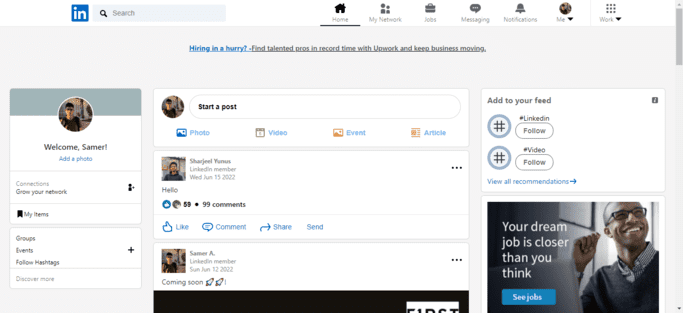 in
Search
Home
My Network
Jobs
Messaging
Notifications
Me
Work
Hiring in a hurry? -Find talented pros in record time with Upwork and keep business moving.
Welcome, Samer!
Add a photo
Connections
Grow your network
My Items
Groups
Events
+
Follow Hashtags
Discover more
Start a post
Photo
Video
Event
Article
Sharjeel Yunus
LinkedIn member
Wed Jun 15 2022
Hello
59 • 99 comments
Like
Comment
Share
Send
Samer A.
LinkedIn member
Sun Jun 12 2022
Coming soon 🚀🚀!
F1RST
Add to your feed
#Linkedin
# Follow
#Video
# Follow
View all recommendations
Your dream
job is closer
than you
think
See jobs